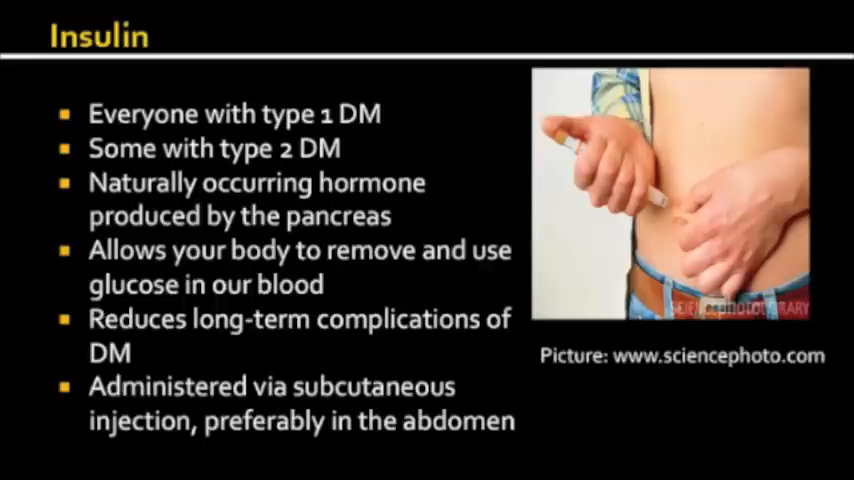 Insulin
Everyone with type 1 DM
Some with type 2 DM
Naturally occurring hormone
produced by the pancreas
Allows your body to remove and use
glucose in our blood
Reduces long-term complications of
DM
Administered via subcutaneous
injection, preferably in the abdomen
SCIENCEPHOTOLIBRARY
Picture: www.sciencephoto.com